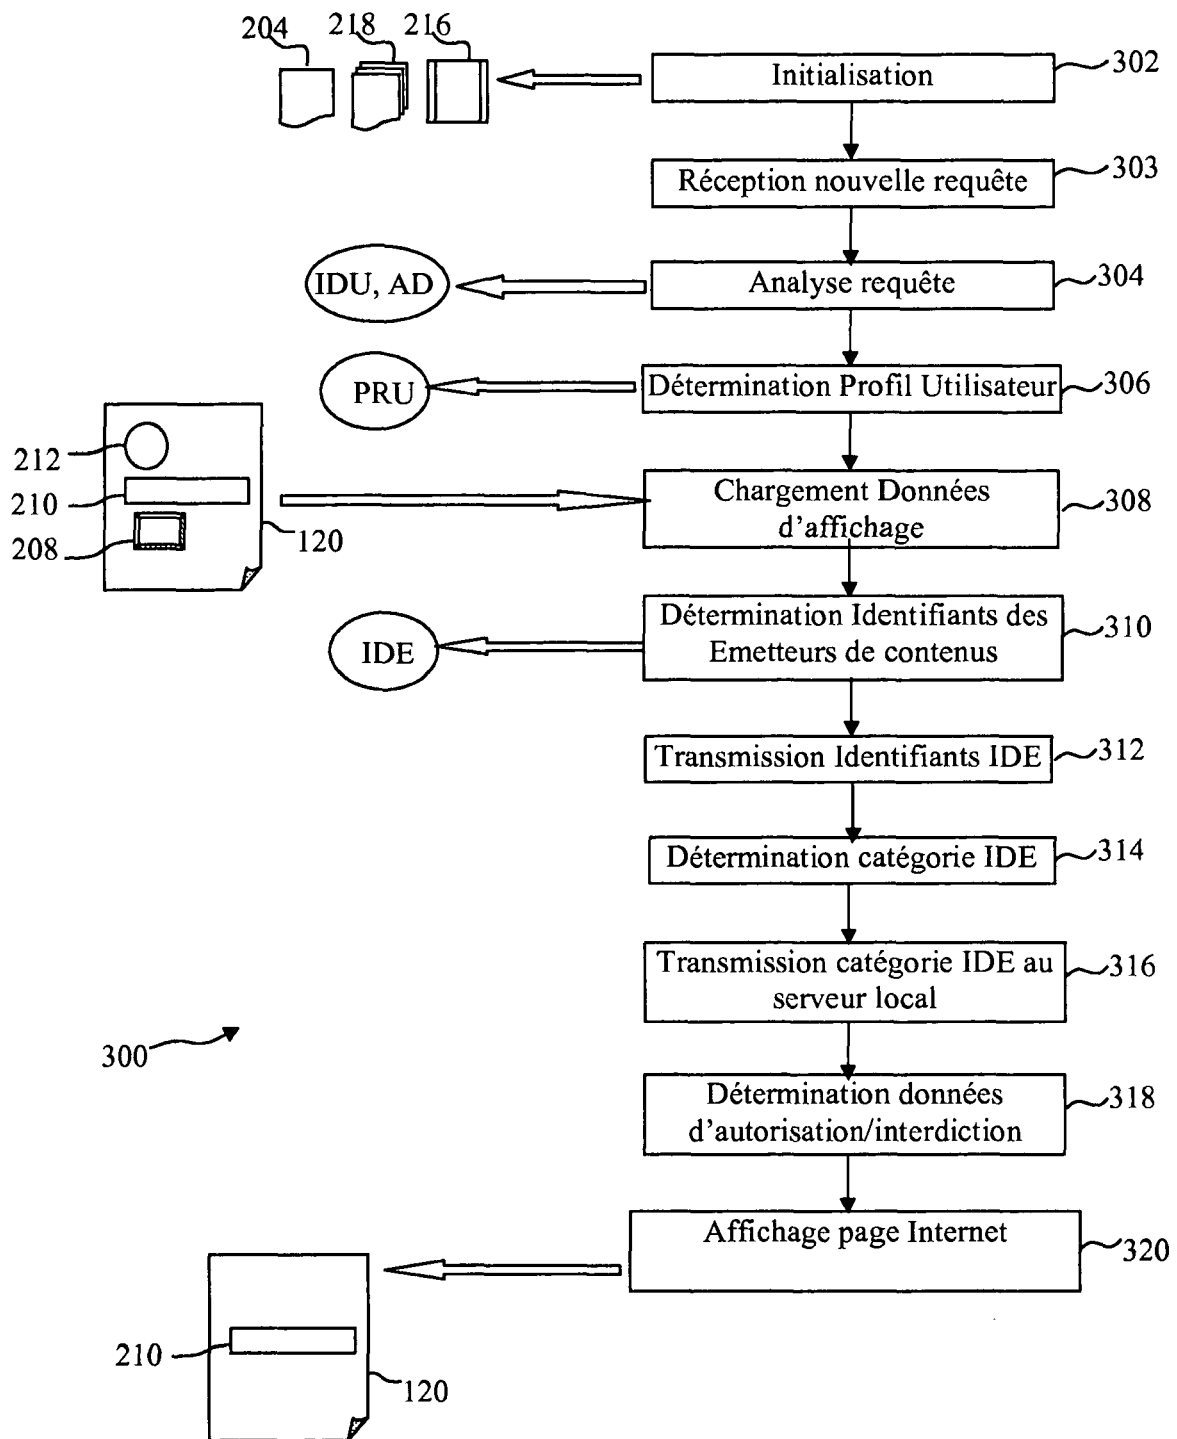 204
218
216
Initialisation
302
Réception nouvelle requête
303
IDU, AD
Analyse requête
304
PRU
Détermination Profil Utilisateur
306
212
210
208
120
Chargement Données
d'affichage
308
IDE
Détermination Identifiants des
Emetteurs de contenus
310
Transmission Identifiants IDE
312
Détermination catégorie IDE
314
Transmission catégorie IDE au
serveur local
316
300
Détermination données
d'autorisation/interdiction
318
Affichage page Internet
320
210
120